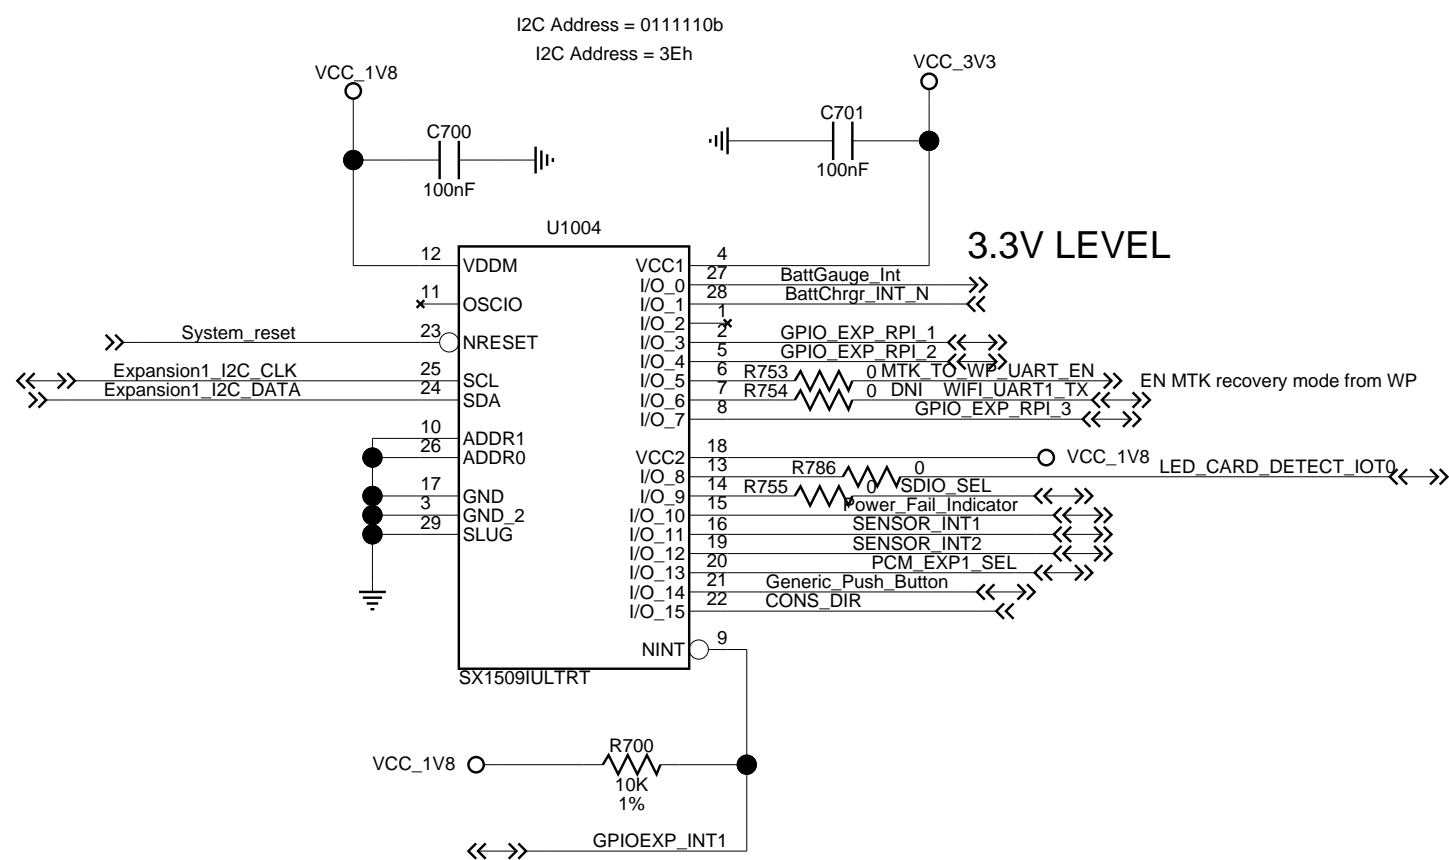 I2C Address = 0111110b
I2C Address = 3Eh
VCC_1V8
VCC_3V3
C700
100nF
C701
100nF
U1004
3.3V LEVEL
12 VDDM
11 OSCIO
System_reset 23 NRESET
Expansion1_I2C_CLK 25 SCL
Expansion1_I2C_DATA 24 SDA
10 ADDR1
26 ADDR0
17 GND
3 GND_2
29 SLUG
VCC1 4
I/O_0 27 BattGauge_Int
I/O_1 28 BattChrgr_INT_N
I/O_2 1
I/O_3 2 GPIO_EXP_RPI_1
I/O_4 5 GPIO_EXP_RPI_2
I/O_5 6 R753 0 MTK_TO_WP_UART_EN EN MTK recovery mode from WP
I/O_6 7 R754 0 DNI WIFI_UART1_TX
I/O_7 8 GPIO_EXP_RPI_3
VCC2 18 VCC_1V8
I/O_8 13 R786 0 LED_CARD_DETECT_IOT0
I/O_9 14 R755 0 SDIO_SEL
I/O_10 15 Power_Fail_Indicator
I/O_11 16 SENSOR_INT1
I/O_12 19 SENSOR_INT2
I/O_13 20 PCM_EXP1_SEL
I/O_14 21 Generic_Push_Button
I/O_15 22 CONS_DIR
NINT 9
SX1509IULTRT
VCC_1V8
R700
10K
1%
GPIOEXP_INT1